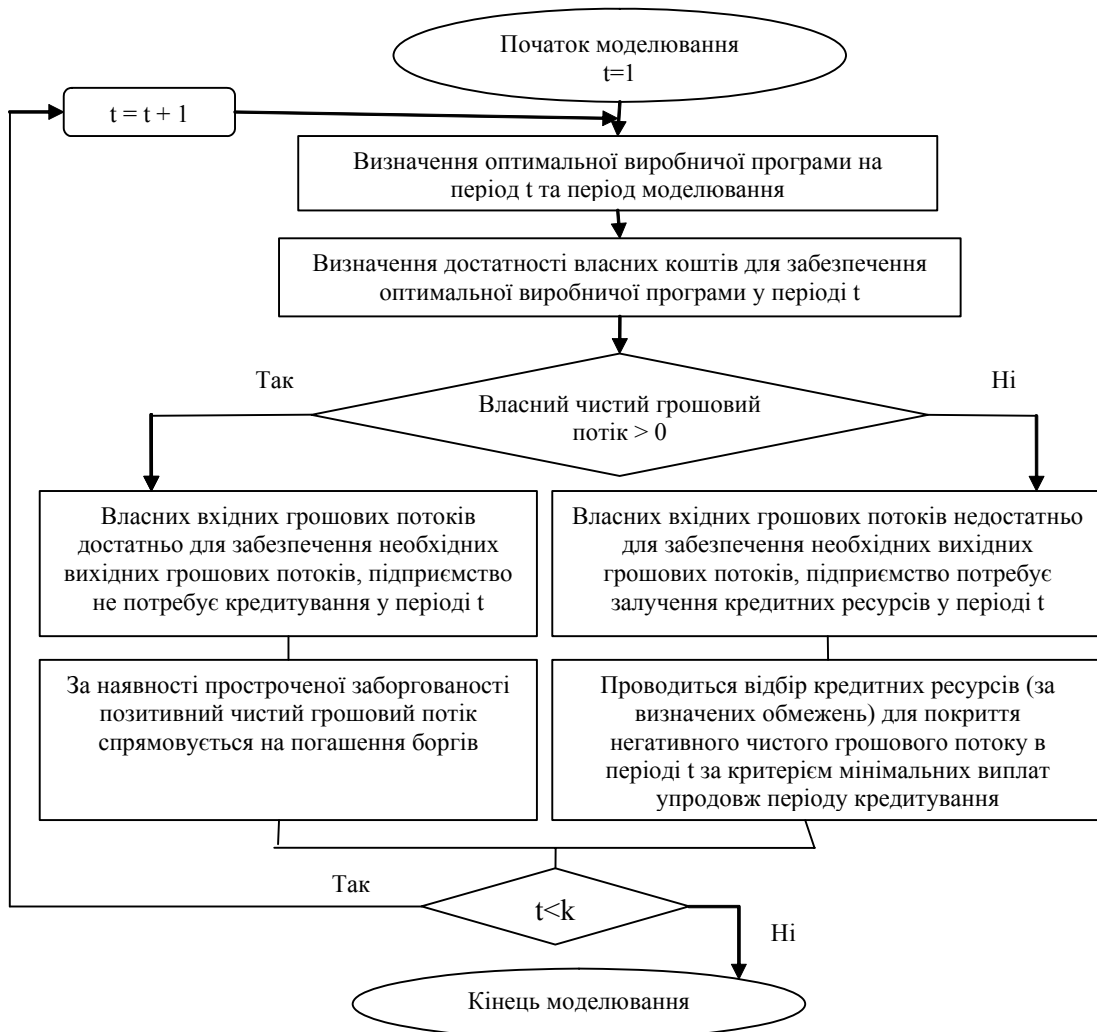 Початок моделювання
t=1
t = t + 1
Визначення оптимальної виробничої програми на
період t та період моделювання
Визначення достатності власних коштів для забезпечення
оптимальної виробничої програми у періоді t
Так
Ні
Власний чистий грошовий
потік > 0
Власних вхідних грошових потоків
достатньо для забезпечення необхідних
вихідних грошових потоків, підприємство
не потребує кредитування у періоді t
Власних вхідних грошових потоків недостатньо
для забезпечення необхідних вихідних
грошових потоків, підприємство потребує
залучення кредитних ресурсів у періоді t
За наявності простроченої заборгованості
позитивний чистий грошовий потік
спрямовується на погашення боргів
Проводиться відбір кредитних ресурсів (за
визначених обмежень) для покриття
негативного чистого грошового потоку в
періоді t за критерієм мінімальних виплат
упродовж періоду кредитування
Так
t<k
Ні
Кінець моделювання